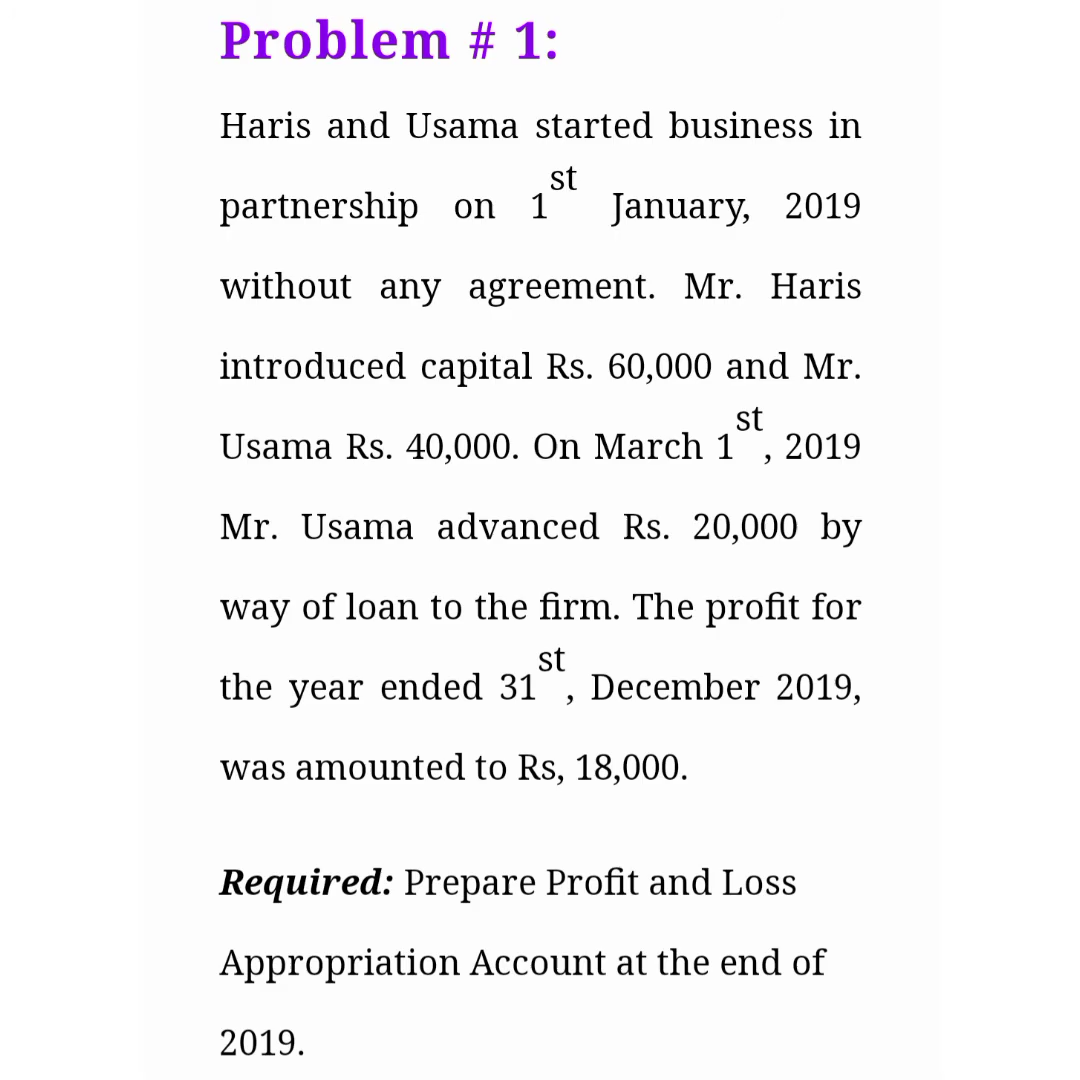 Problem # 1:
Haris and Usama started business in
partnership on 1st January, 2019
without any agreement. Mr. Haris
introduced capital Rs. 60,000 and Mr.
Usama Rs. 40,000. On March 1st, 2019
Mr. Usama advanced Rs. 20,000 by
way of loan to the firm. The profit for
the year ended 31st, December 2019,
was amounted to Rs, 18,000.
Required: Prepare Profit and Loss
Appropriation Account at the end of
2019.